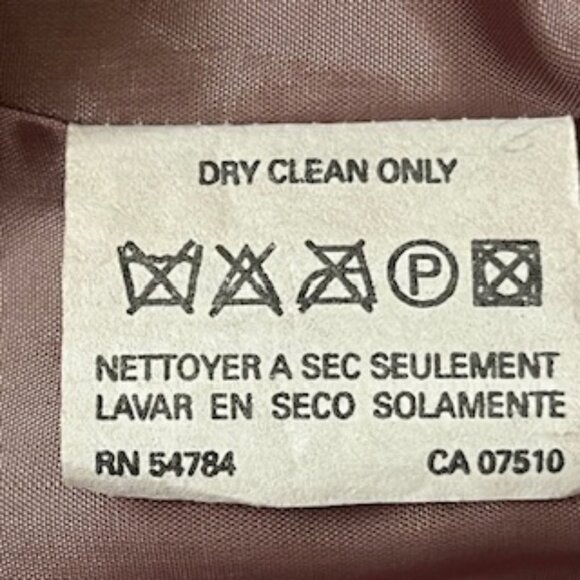 DRY CLEAN ONLY
P
NETTOYER A SEC SEULEMENT
LAVAR EN SECO SOLAMENTE
RN 54784 CA 07510